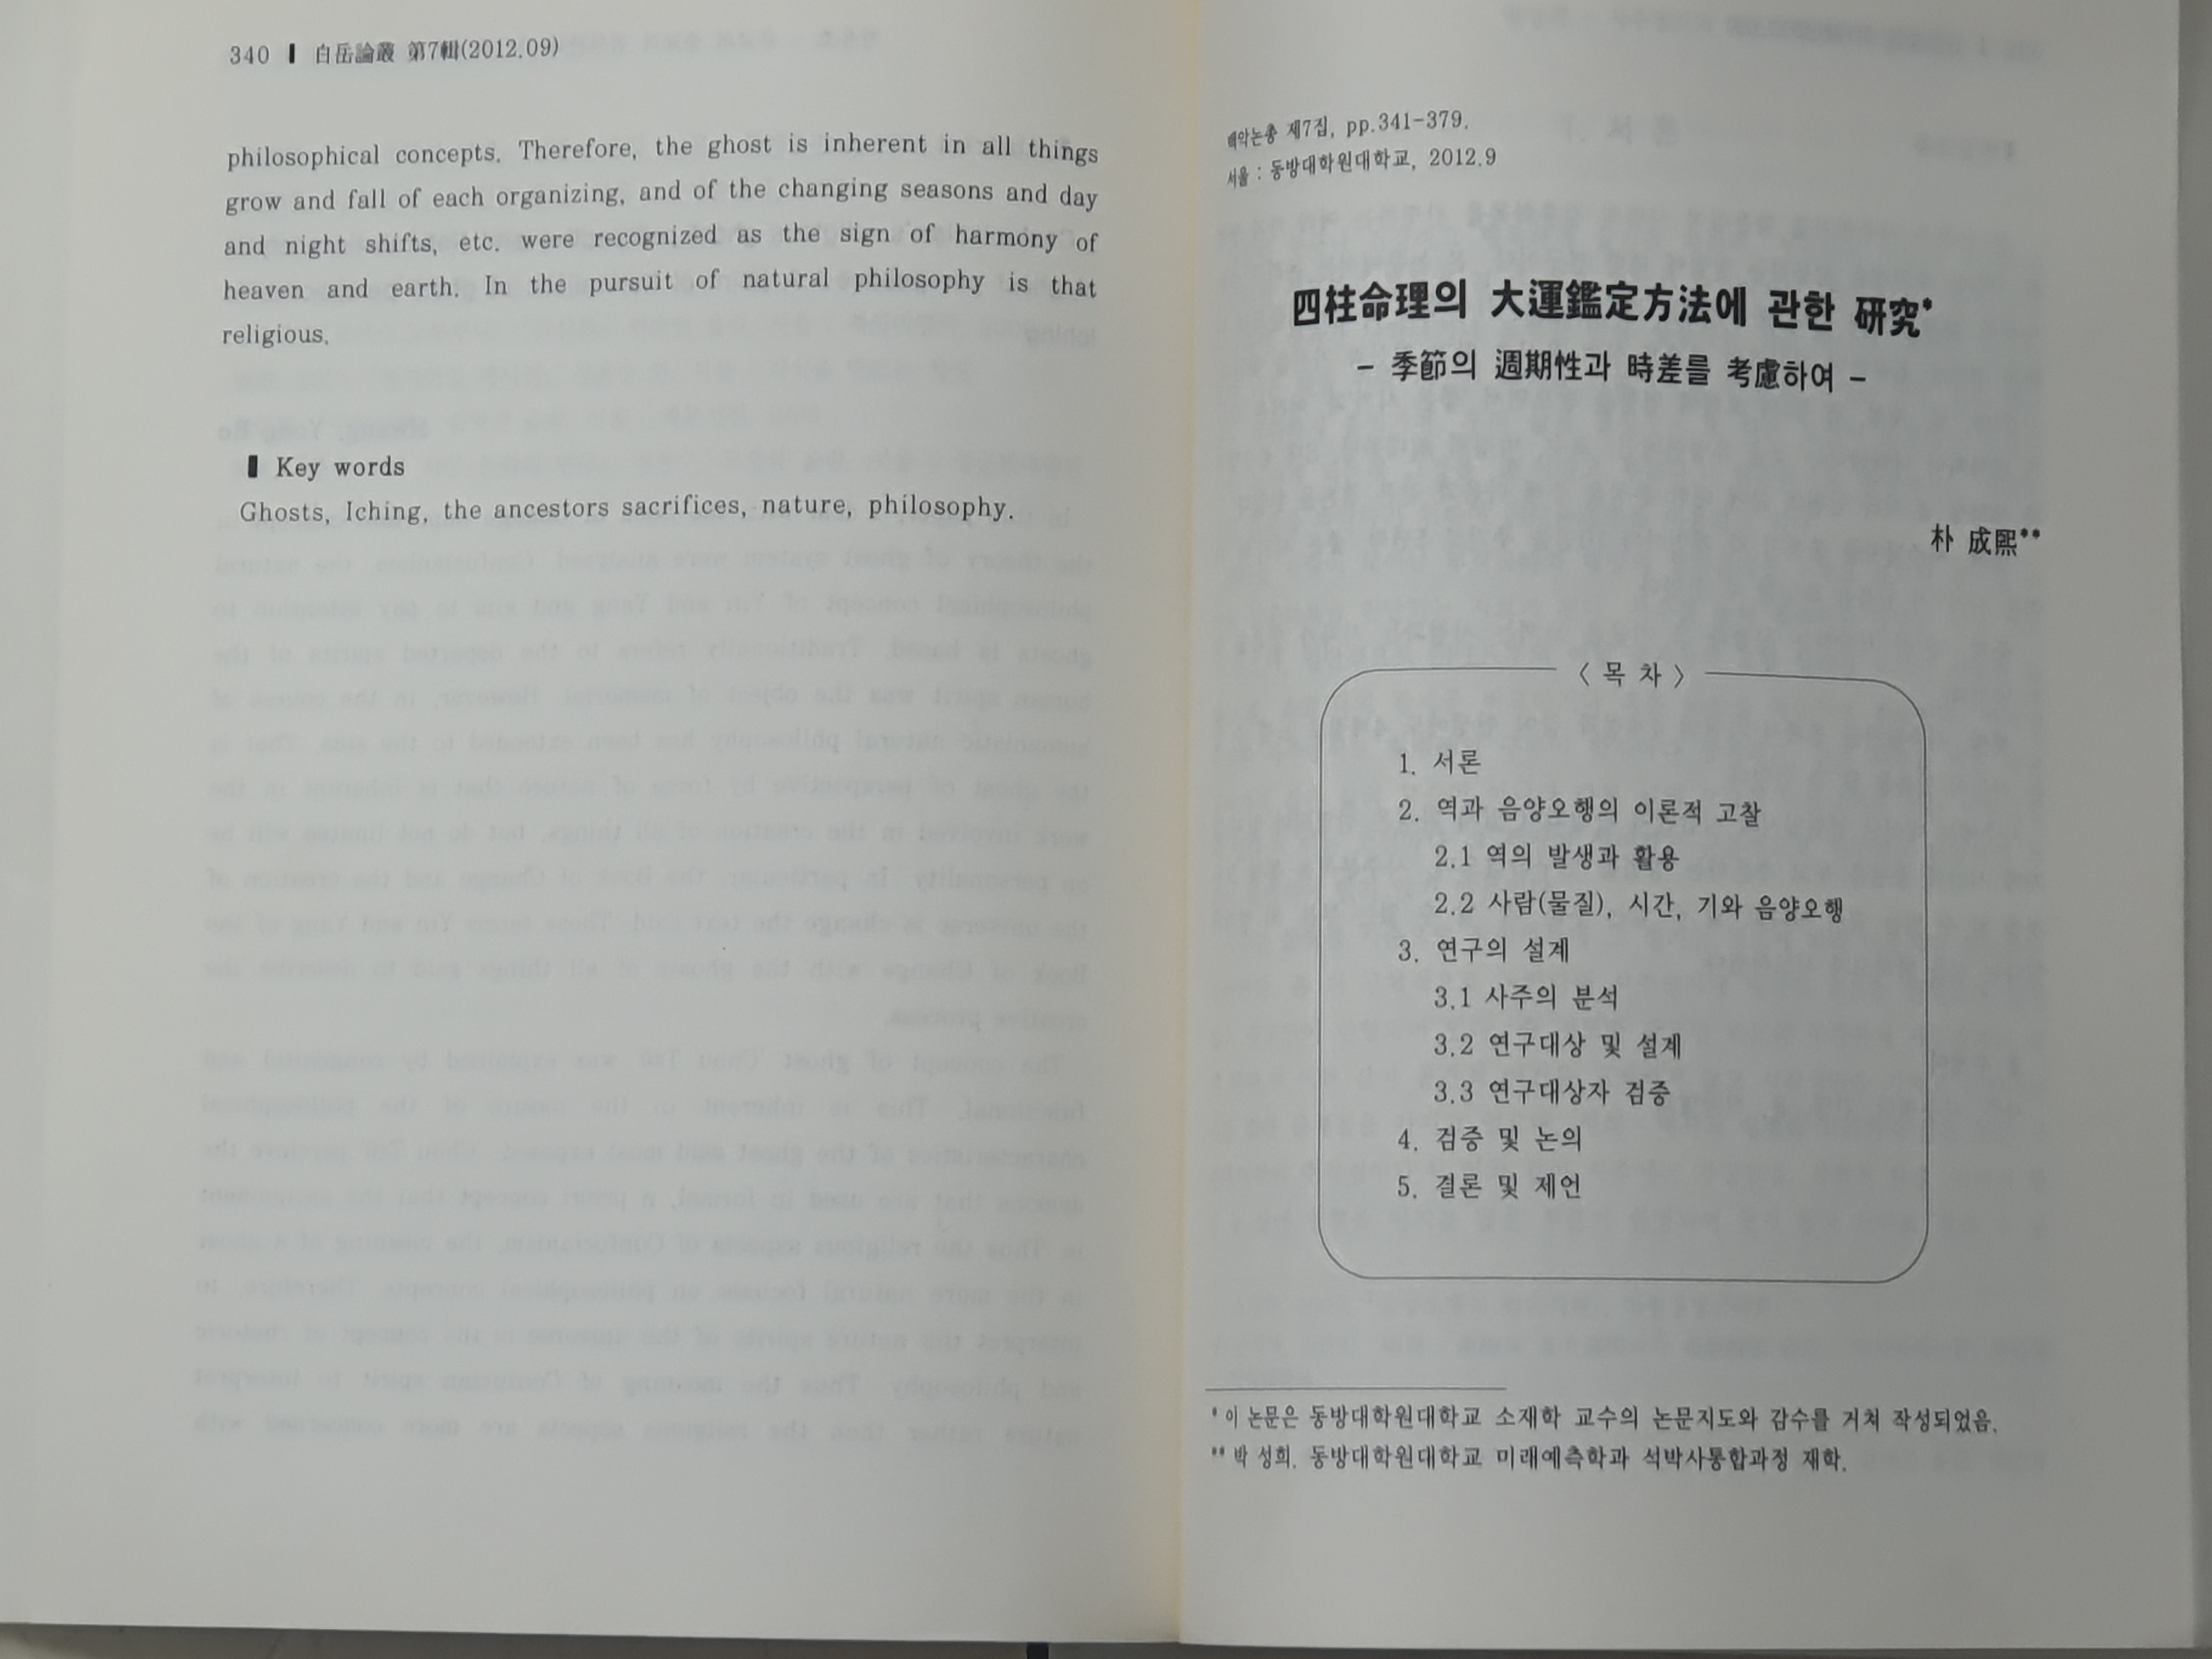 340 ▌ 白岳論叢 第7輯(2012.09)
philosophical concepts. Therefore, the ghost is inherent in all things
grow and fall of each organizing, and of the changing seasons and day
and night shifts, etc. were recognized as the sign of harmony of
heaven and earth. In the pursuit of natural philosophy is that
religious.
▌ Key words
Ghosts, Iching, the ancestors sacrifices, nature, philosophy.
백악논총 제7집, pp.341-379.
서울 : 동방대학원대학교, 2012.9
四柱命理의 大運鑑定方法에 관한 研究*
- 季節의 週期性과 時差를 考慮하여 -
朴 成熙**
〈 목 차 〉
1. 서론
2. 역과 음양오행의 이론적 고찰
2.1 역의 발생과 활용
2.2 사람(물질), 시간, 기와 음양오행
3. 연구의 설계
3.1 사주의 분석
3.2 연구대상 및 설계
3.3 연구대상자 검증
4. 검증 및 논의
5. 결론 및 제언
* 이 논문은 동방대학원대학교 소재학 교수의 논문지도와 감수를 거쳐 작성되었음.
** 박 성희. 동방대학원대학교 미래예측학과 석박사통합과정 재학.